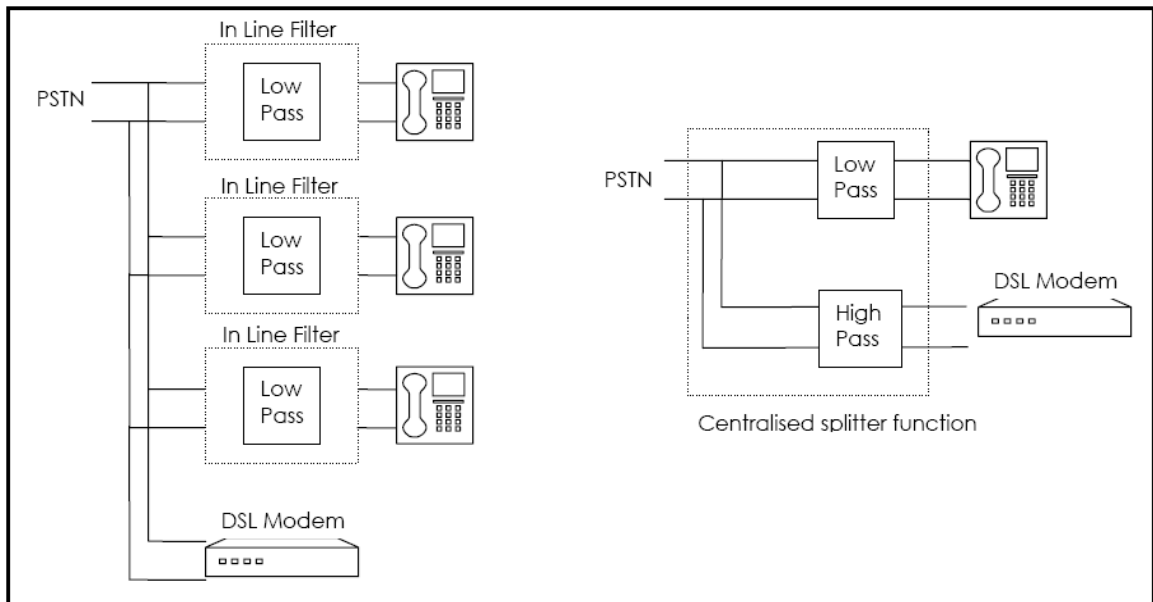 In Line Filter
PSTN
Low
Pass
In Line Filter
Low
Pass
In Line Filter
Low
Pass
DSL Modem
PSTN
Low
Pass
High
Pass
DSL Modem
Centralised splitter function